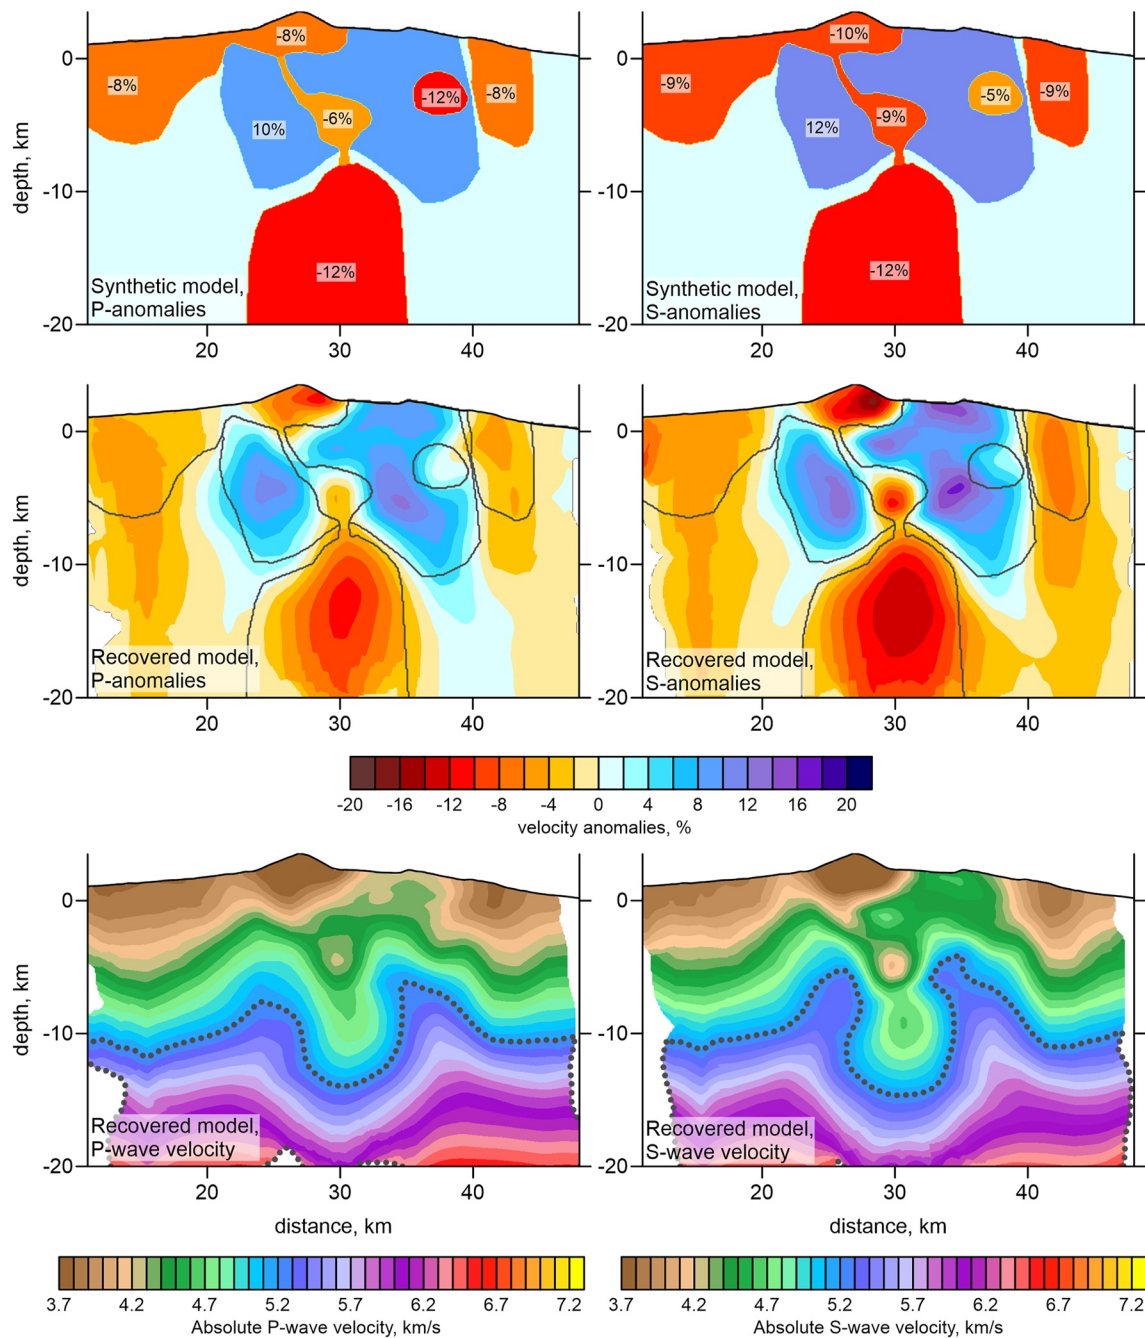 -8%
-8%
-12%
-8%
10%
-6%
-12%
Synthetic model,
P-anomalies
0
-10
-20
depth, km
20
30
40
-10%
-9%
-5%
-9%
12%
-9%
-12%
Synthetic model,
S-anomalies
0
-10
-20
20
30
40
0
-10
-20
depth, km
Recovered model,
P-anomalies
20
30
40
0
-10
-20
Recovered model,
S-anomalies
20
30
40
-20 -16 -12 -8 -4 0 4 8 12 16 20
velocity anomalies, %
0
-10
-20
depth, km
Recovered model,
P-wave velocity
20
30
40
distance, km
0
-10
-20
Recovered model,
S-wave velocity
20
30
40
distance, km
3.7 4.2 4.7 5.2 5.7 6.2 6.7 7.2
Absolute P-wave velocity, km/s
3.7 4.2 4.7 5.2 5.7 6.2 6.7 7.2
Absolute S-wave velocity, km/s